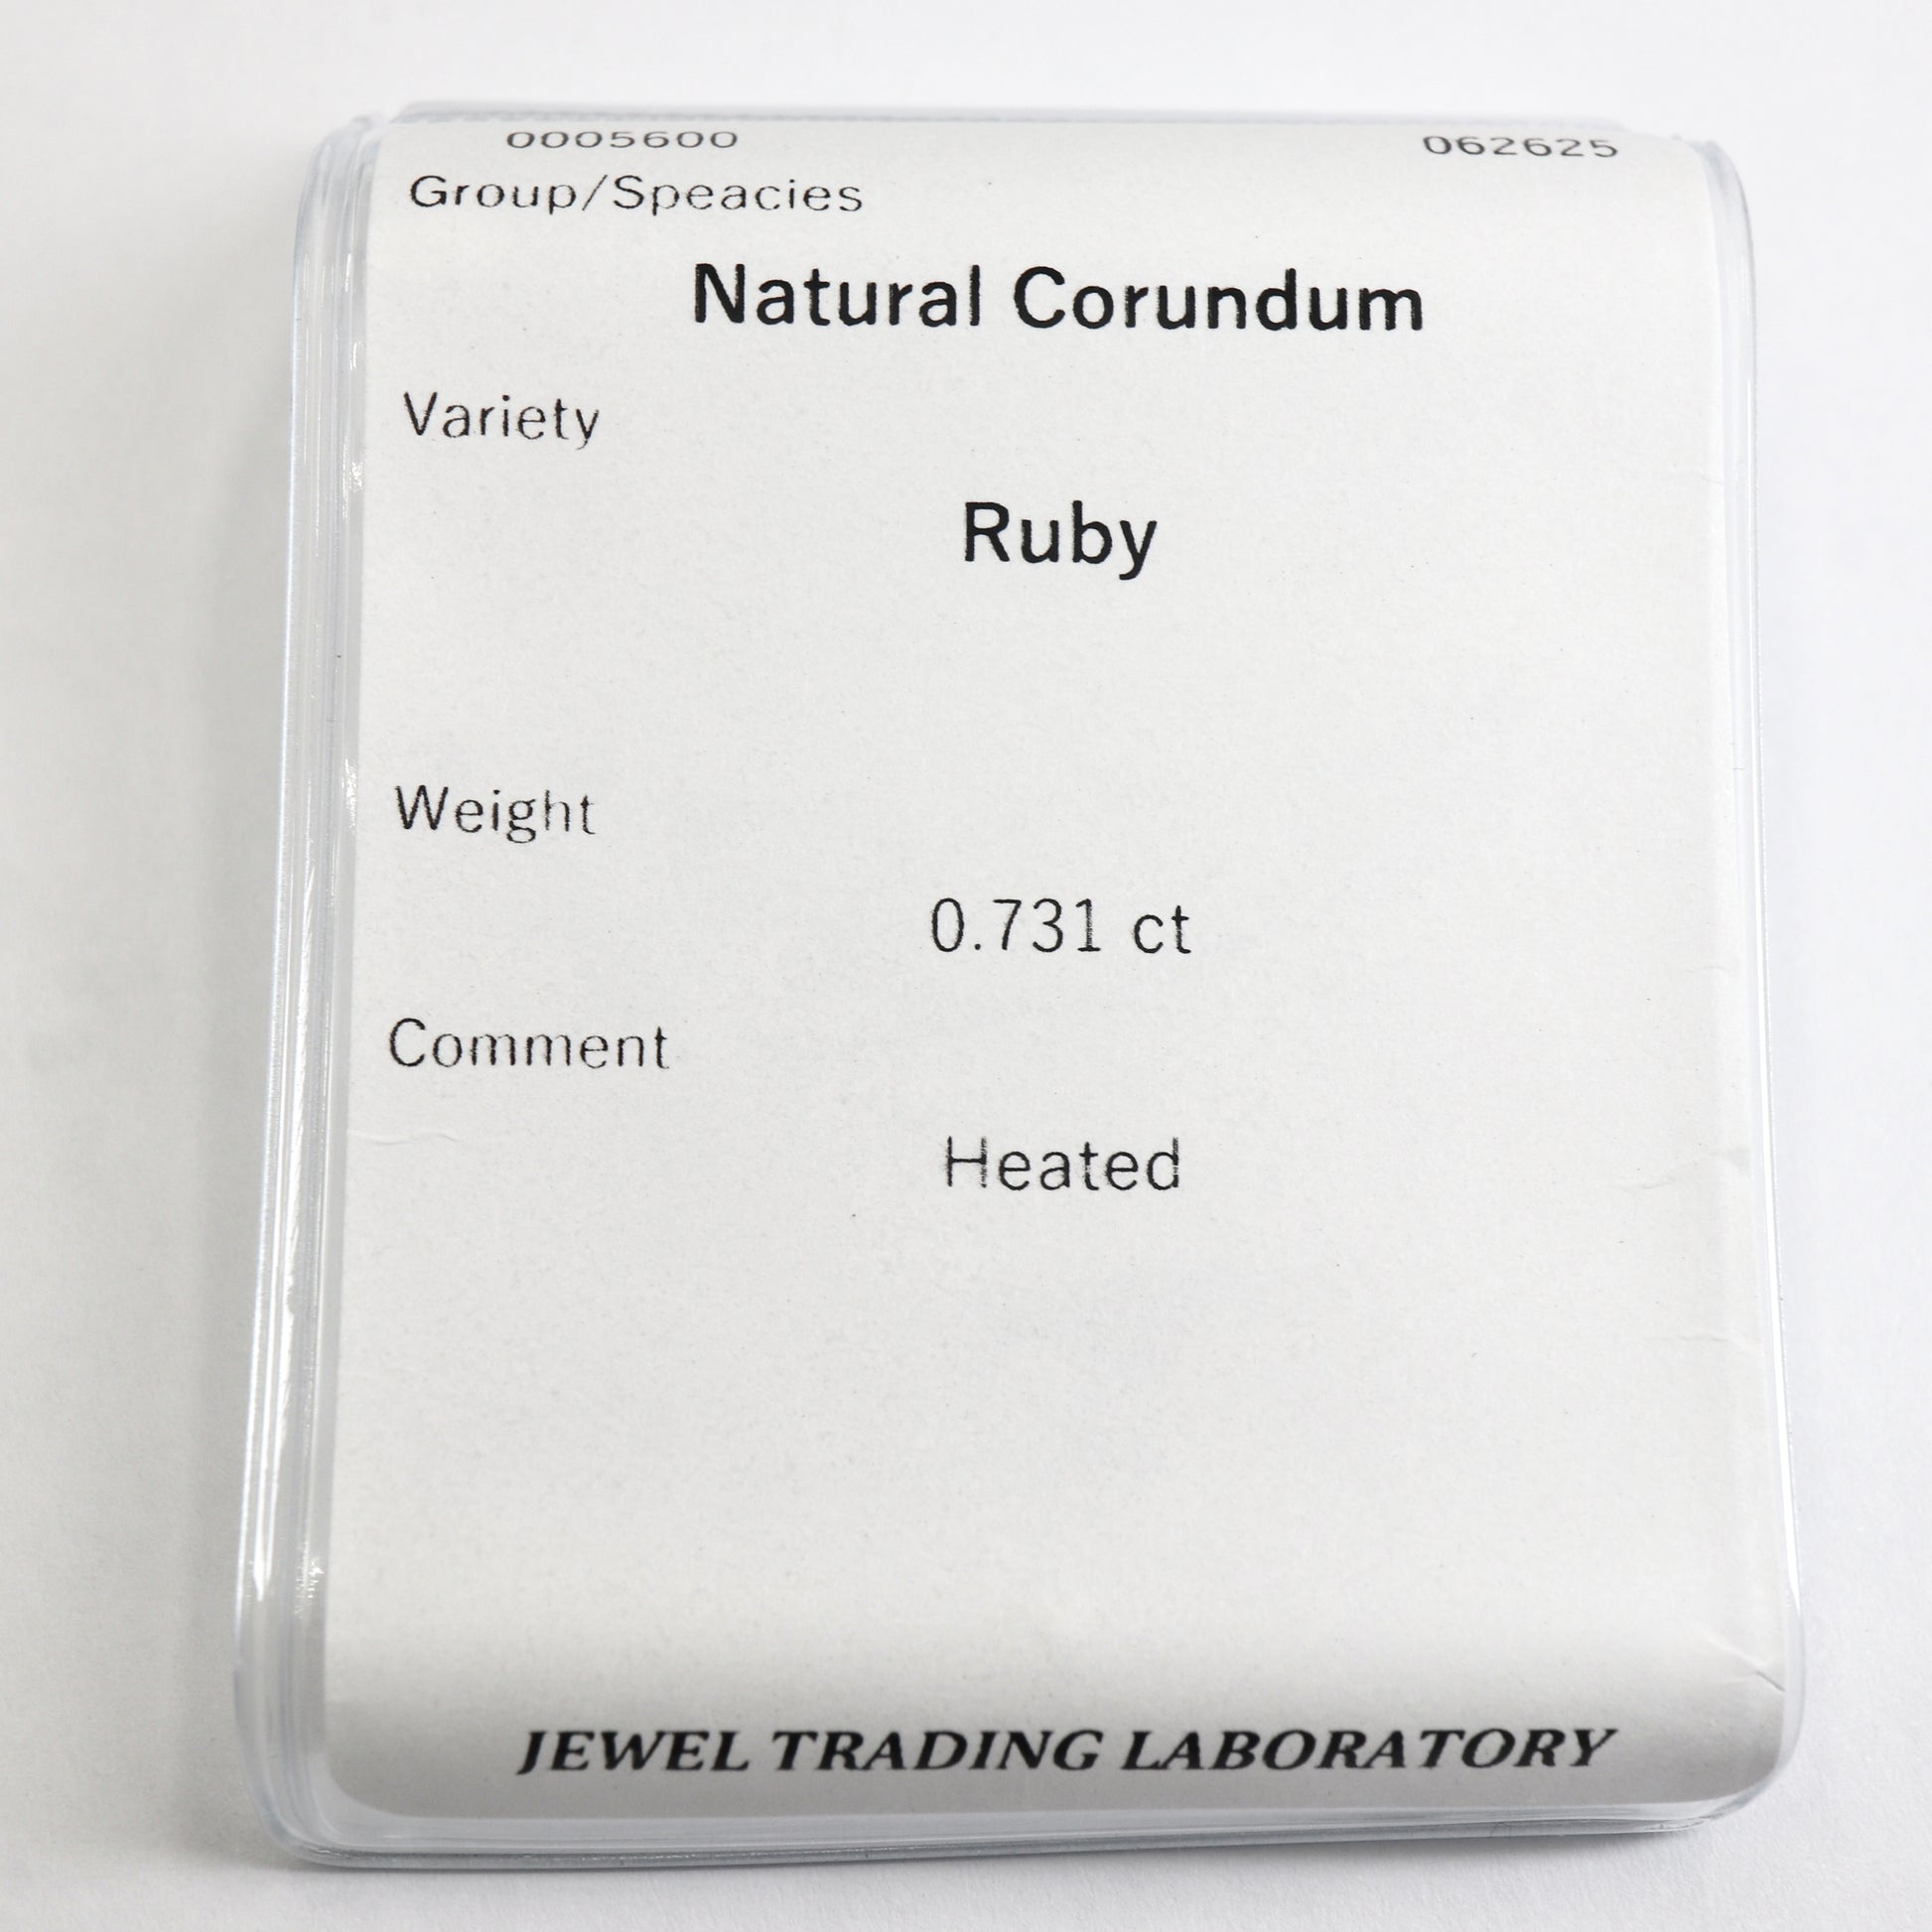 0005600 062625
Group/Speacies
Natural Corundum
Variety
Ruby
Weight
0.731 ct
Comment
Heated
JEWEL TRADING LABORATORY